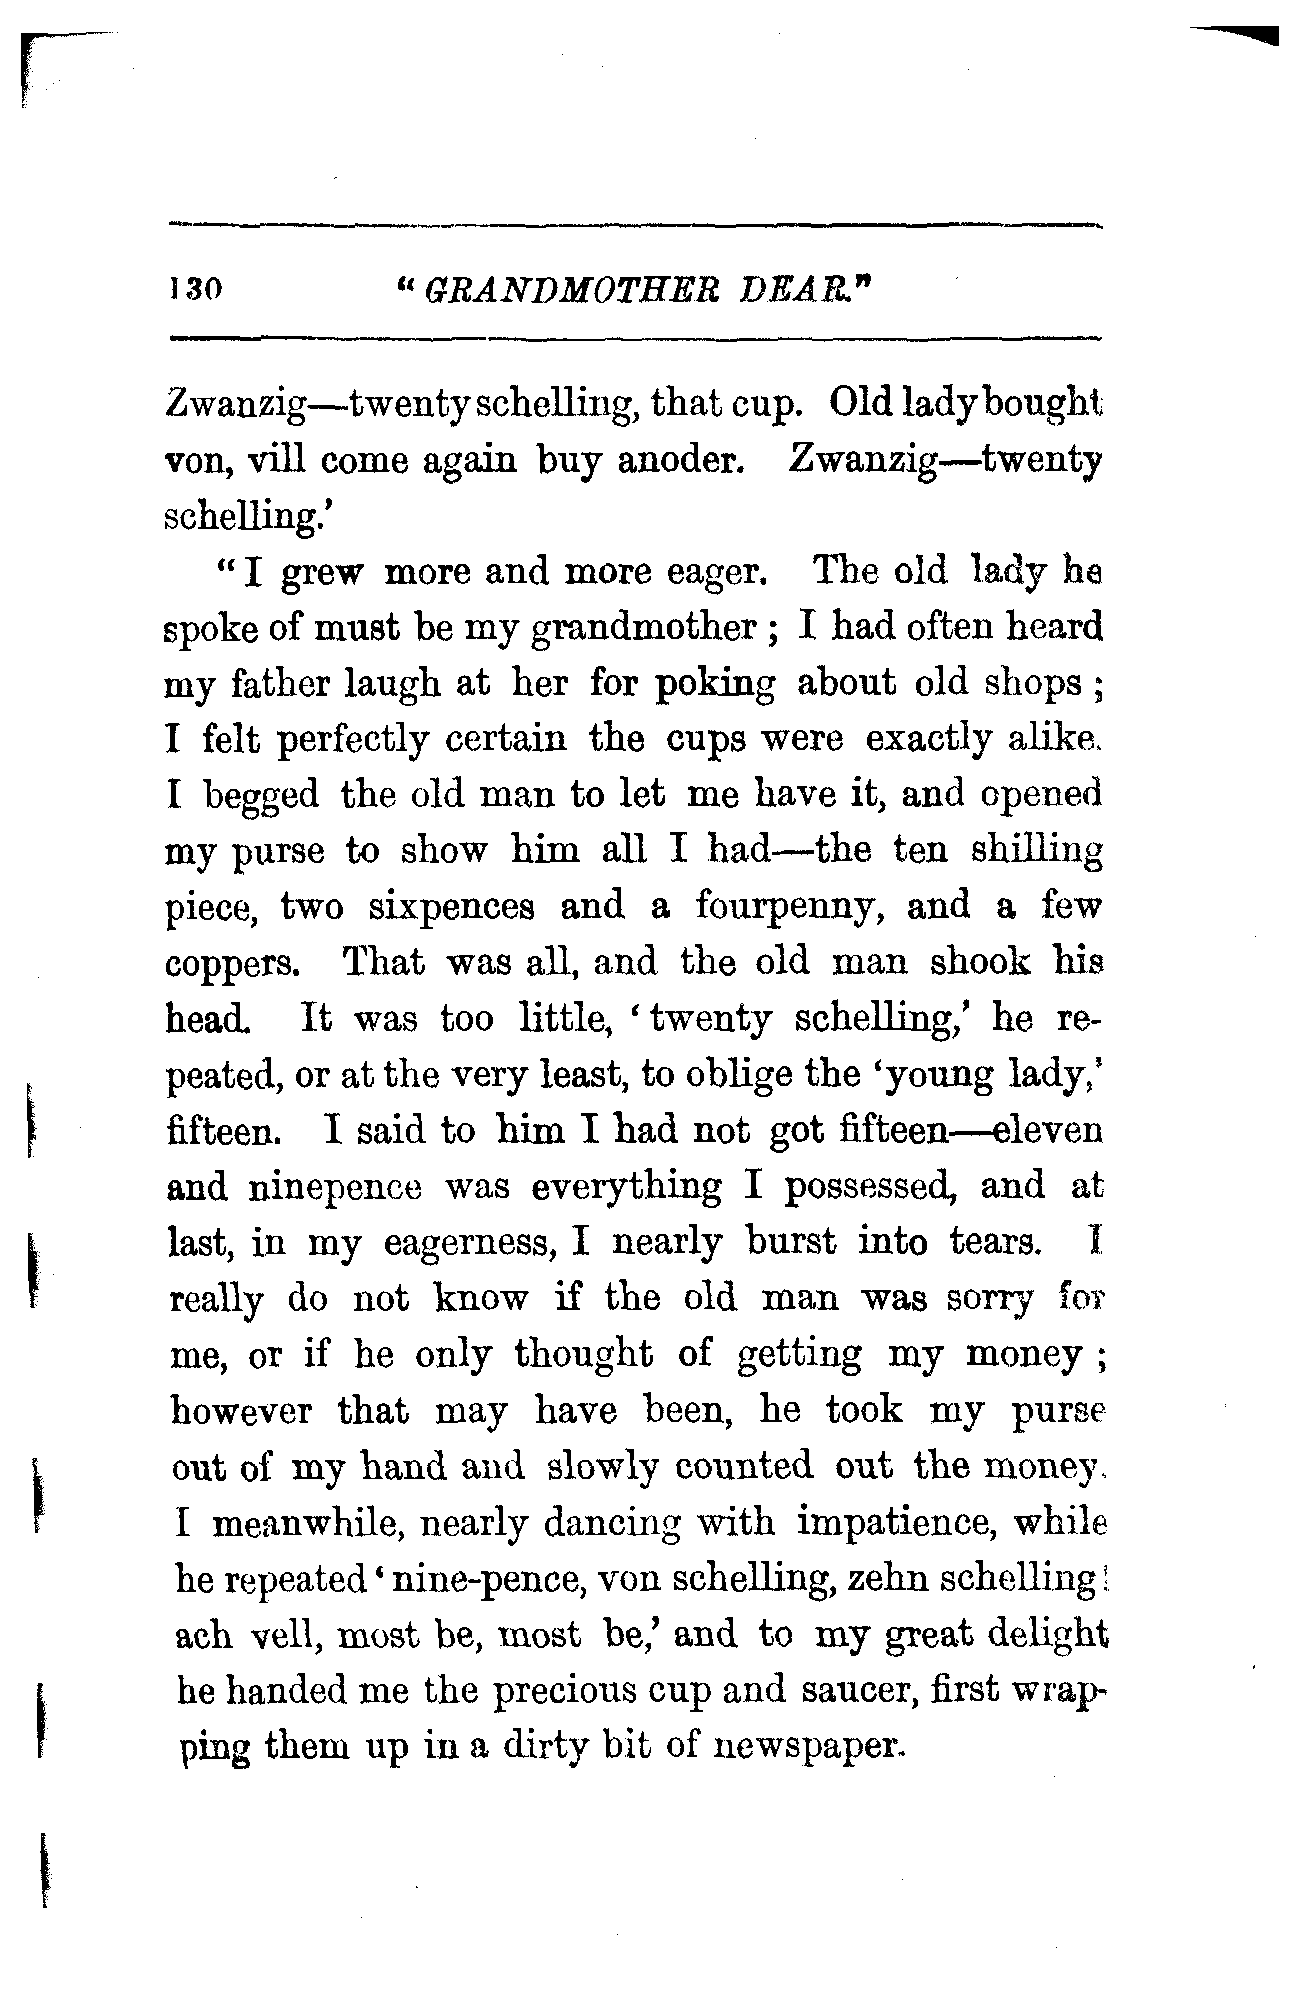 130 "GRANDMOTHER DEAR."
Zwanzig—twenty schelling, that cup. Old lady bought
von, vill come again buy anoder. Zwanzig—twenty
schelling.'
"I grew more and more eager. The old lady he
spoke of must be my grandmother; I had often heard
my father laugh at her for poking about old shops;
I felt perfectly certain the cups were exactly alike.
I begged the old man to let me have it, and opened
my purse to show him all I had—the ten shilling
piece, two sixpences and a fourpenny, and a few
coppers. That was all, and the old man shook his
head. It was too little, 'twenty schelling,' he re-
peated, or at the very least, to oblige the 'young lady,'
fifteen. I said to him I had not got fifteen—eleven
and ninepence was everything I possessed, and at
last, in my eagerness, I nearly burst into tears. I
really do not know if the old man was sorry for
me, or if he only thought of getting my money;
however that may have been, he took my purse
out of my hand and slowly counted out the money.
I meanwhile, nearly dancing with impatience, while
he repeated 'nine-pence, von schelling, zehn schelling!
ach vell, most be, most be,' and to my great delight
he handed me the precious cup and saucer, first wrap-
ping them up in a dirty bit of newspaper.